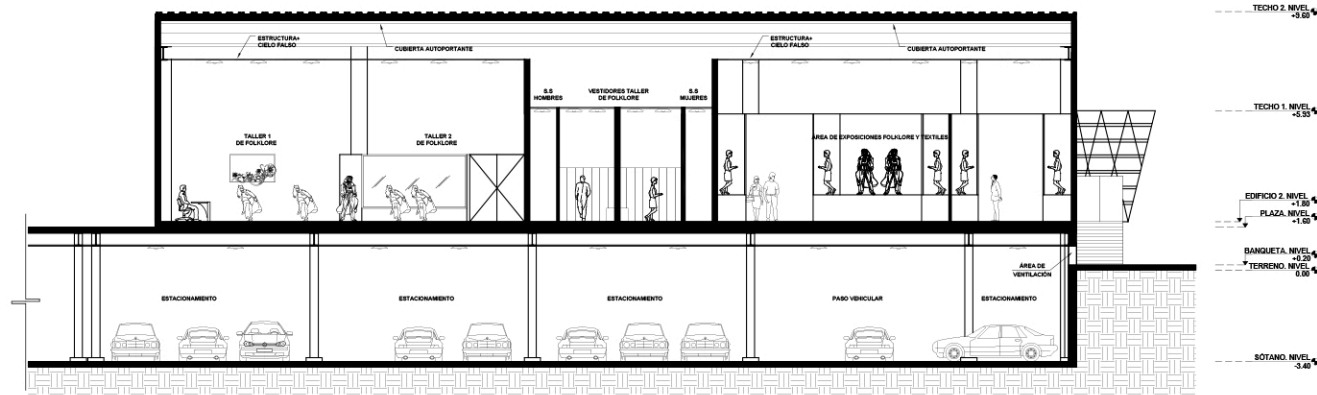 TECHO 2. NIVEL
+9.60
ESTRUCTURA+
CIELO FALSO
CUBIERTA AUTOPORTANTE
ESTRUCTURA+
CIELO FALSO
CUBIERTA AUTOPORTANTE
S.S
HOMBRES
VESTIDORES TALLER
DE FOLKLORE
S.S
MUJERES
TECHO 1. NIVEL
+5.93
TALLER 1
DE FOLKLORE
TALLER 2
DE FOLKLORE
ÁREA DE EXPOSICIONES FOLKLORE Y TEXTILES
EDIFICIO 2. NIVEL
+1.80
PLAZA. NIVEL
+1.60
BANQUETA. NIVEL
+0.20
TERRENO. NIVEL
0.00
ÁREA DE
VENTILACIÓN
ESTACIONAMIENTO
ESTACIONAMIENTO
ESTACIONAMIENTO
PASO VEHICULAR
ESTACIONAMIENTO
SÓTANO. NIVEL
-3.40